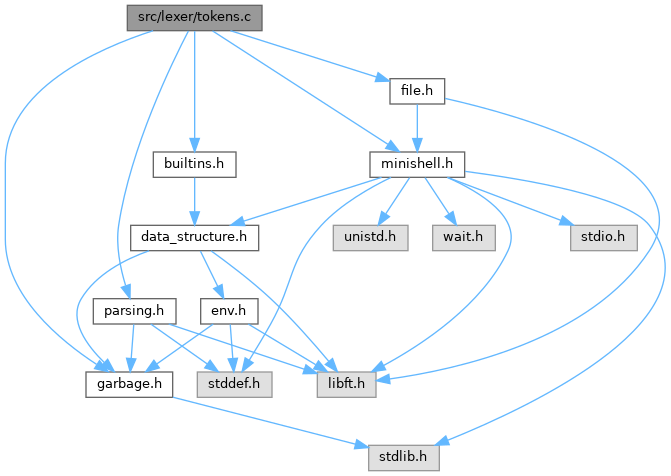 src/lexer/tokens.c
file.h
builtins.h
minishell.h
data_structure.h
unistd.h
wait.h
stdio.h
parsing.h
env.h
garbage.h
stddef.h
libft.h
stdlib.h